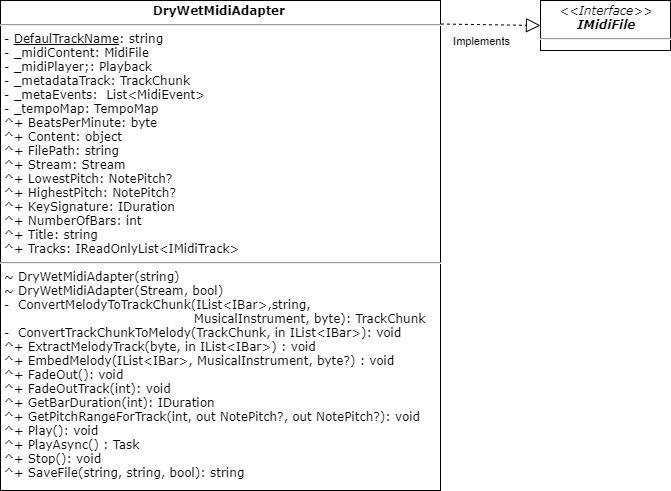 DryWetMidiAdapter
- DefaulTrackName: string
- _midiContent: MidiFile
- _midiPlayer;: Playback
- _metadataTrack: TrackChunk
- _metaEvents:  List<MidiEvent>
- _tempoMap: TempoMap
^+ BeatsPerMinute: byte
^+ Content: object
^+ FilePath: string
^+ Stream: Stream
^+ LowestPitch: NotePitch?
^+ HighestPitch: NotePitch?
^+ KeySignature: IDuration
^+ NumberOfBars: int
^+ Title: string
^+ Tracks: IReadOnlyList<IMidiTrack>
~ DryWetMidiAdapter(string)
~ DryWetMidiAdapter(Stream, bool)
-  ConvertMelodyToTrackChunk(IList<IBar>,string,
MusicalInstrument, byte): TrackChunk
-  ConvertTrackChunkToMelody(TrackChunk, in IList<IBar>): void
^+ ExtractMelodyTrack(byte, in IList<IBar>) : void
^+ EmbedMelody(IList<IBar>, MusicalInstrument, byte?) : void
^+ FadeOut(): void
^+ FadeOutTrack(int): void
^+ GetBarDuration(int): IDuration
^+ GetPitchRangeForTrack(int, out NotePitch?, out NotePitch?): void
^+ Play(): void
^+ PlayAsync() : Task
^+ Stop(): void
^+ SaveFile(string, string, bool): string
Implements
<<Interface>>
IMidiFile